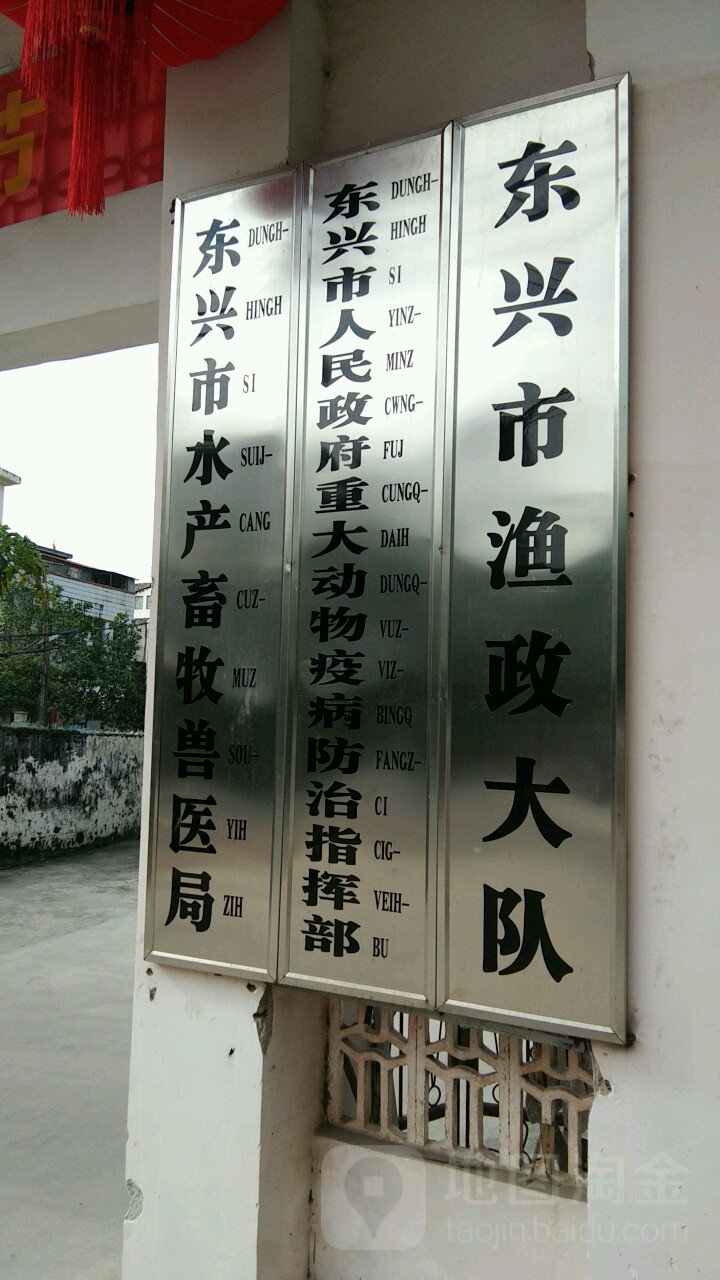 节
东兴市水产畜牧兽医局
DUNGH-HINGH SI SUIJ-CANG CUZ-MUZ SOU-YIH ZIH
东兴市人民政府重大动物疫病防治指挥部
DUNGH-HINGH SI YINZ-MINZ CWNG-FUJ CUNGQ-DAIH DUNGQ-VUZ-VIZ-BINGQ FANGZ-CI CIG-VEIH-BU
东兴市渔政大队
地图淘金
taojin.baidu.com